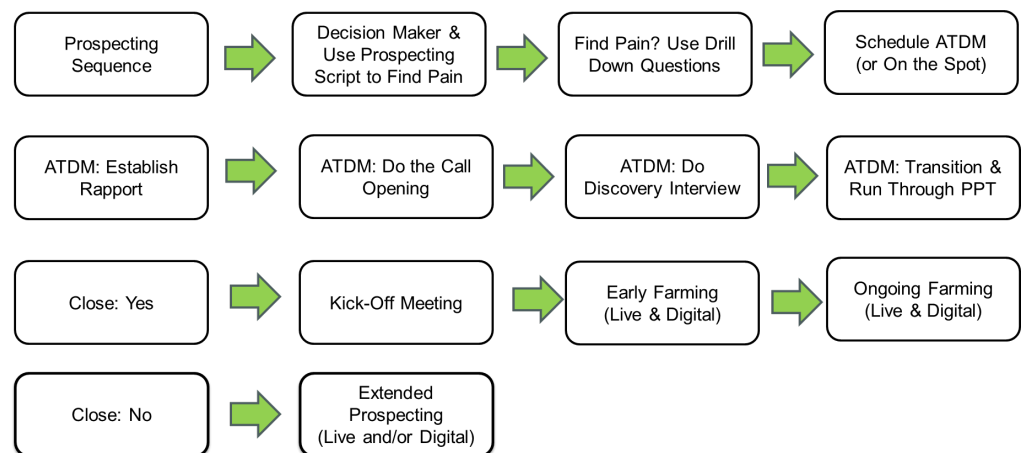 Prospecting
Sequence
Decision Maker &
Use Prospecting
Script to Find Pain
Find Pain? Use Drill
Down Questions
Schedule ATDM
(or On the Spot)
ATDM: Establish
Rapport
ATDM: Do the Call
Opening
ATDM: Do
Discovery Interview
ATDM: Transition &
Run Through PPT
Close: Yes
Kick-Off Meeting
Early Farming
(Live & Digital)
Ongoing Farming
(Live & Digital)
Close: No
Extended
Prospecting
(Live and/or Digital)